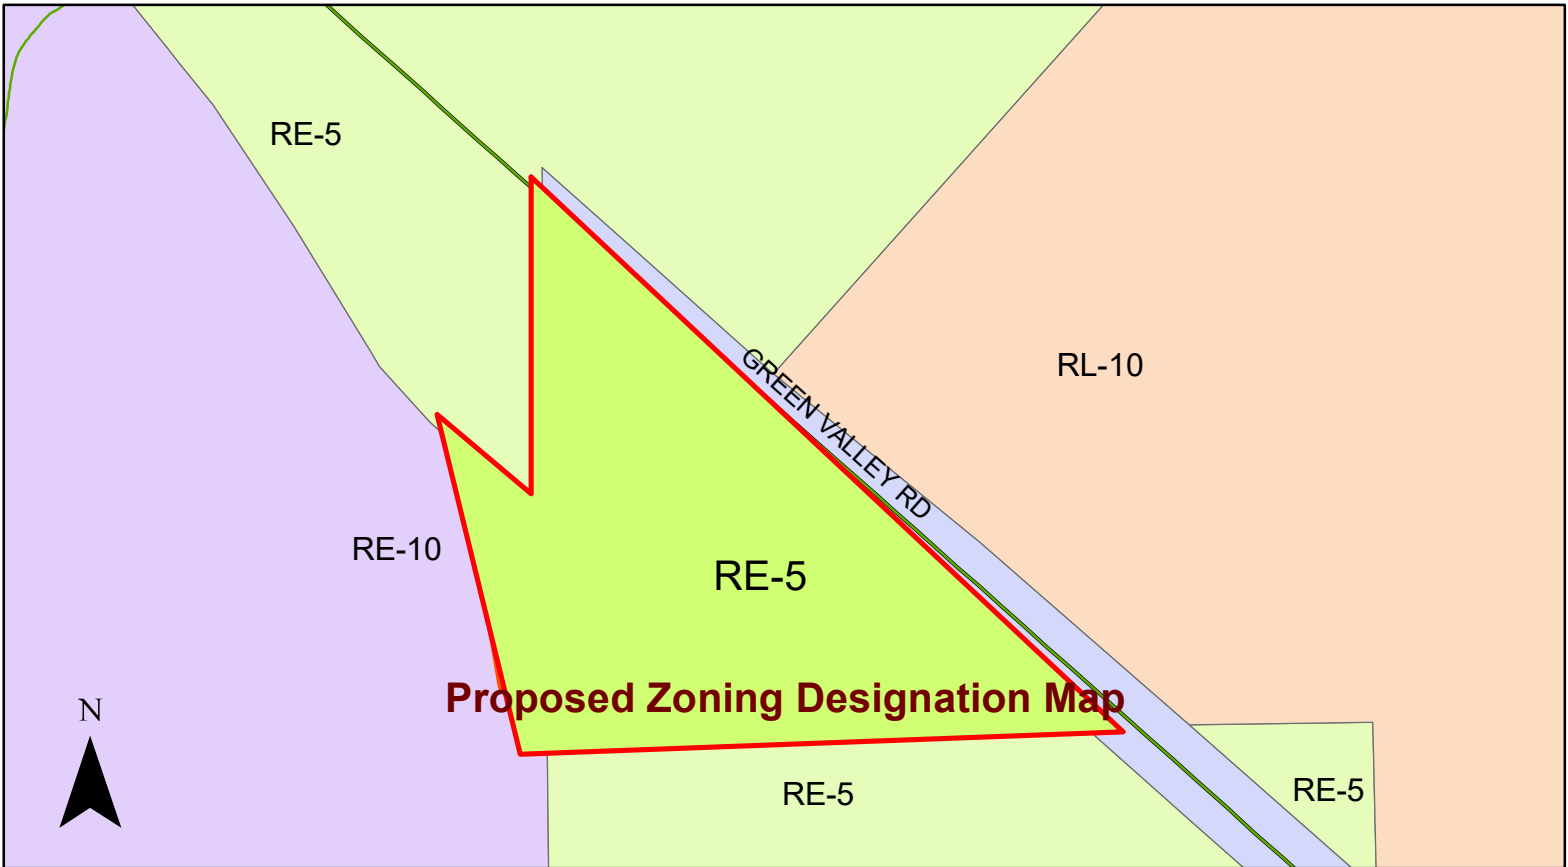 RE-5
GREEN VALLEY RD
RL-10
RE-10
RE-5
Proposed Zoning Designation Map
N
RE-5
RE-5